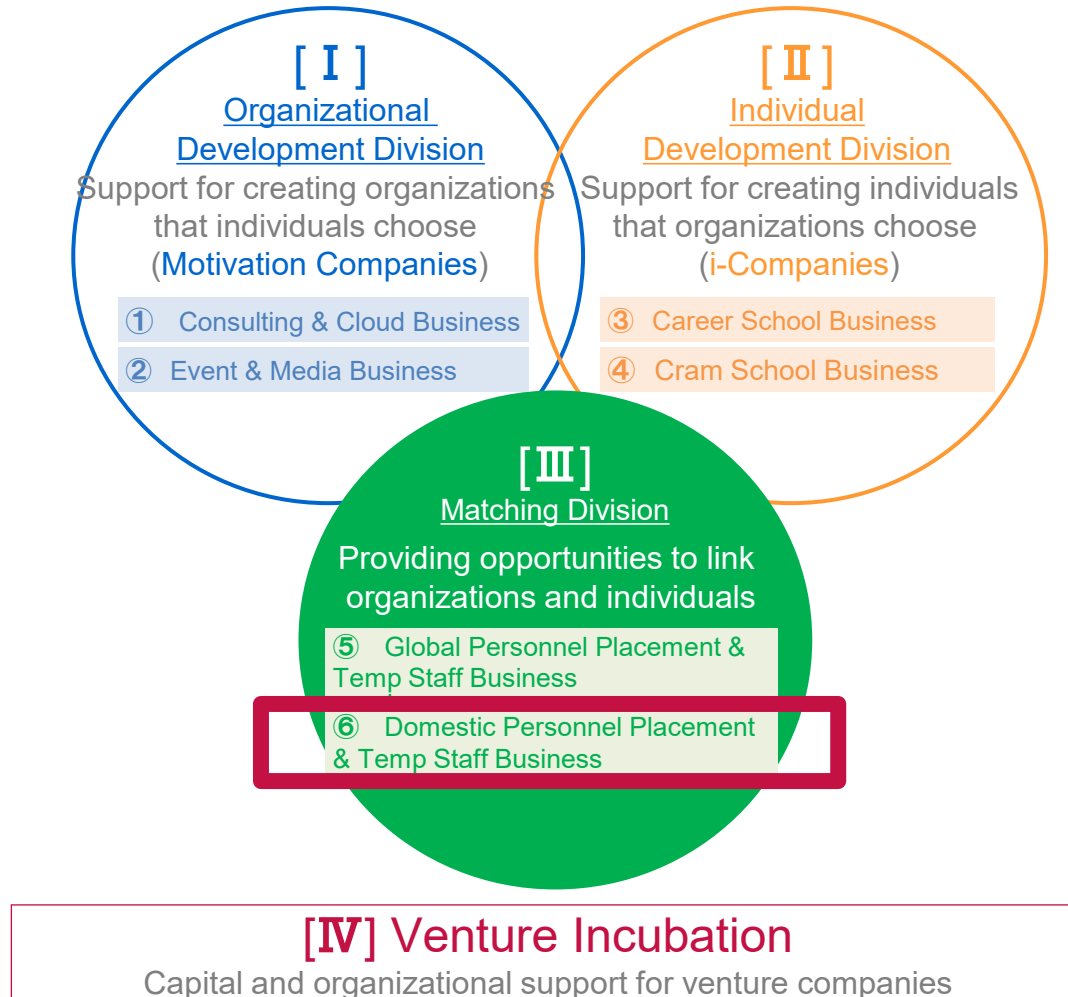 [Ⅰ]
Organizational
Development Division
Support for creating organizations
that individuals choose
(Motivation Companies)
① Consulting & Cloud Business
② Event & Media Business
[Ⅱ]
Individual
Development Division
Support for creating individuals
that organizations choose
(i-Companies)
③ Career School Business
④ Cram School Business
[Ⅲ]
Matching Division
Providing opportunities to link
organizations and individuals
⑤ Global Personnel Placement &
Temp Staff Business
⑥ Domestic Personnel Placement
& Temp Staff Business
[Ⅳ] Venture Incubation
Capital and organizational support for venture companies